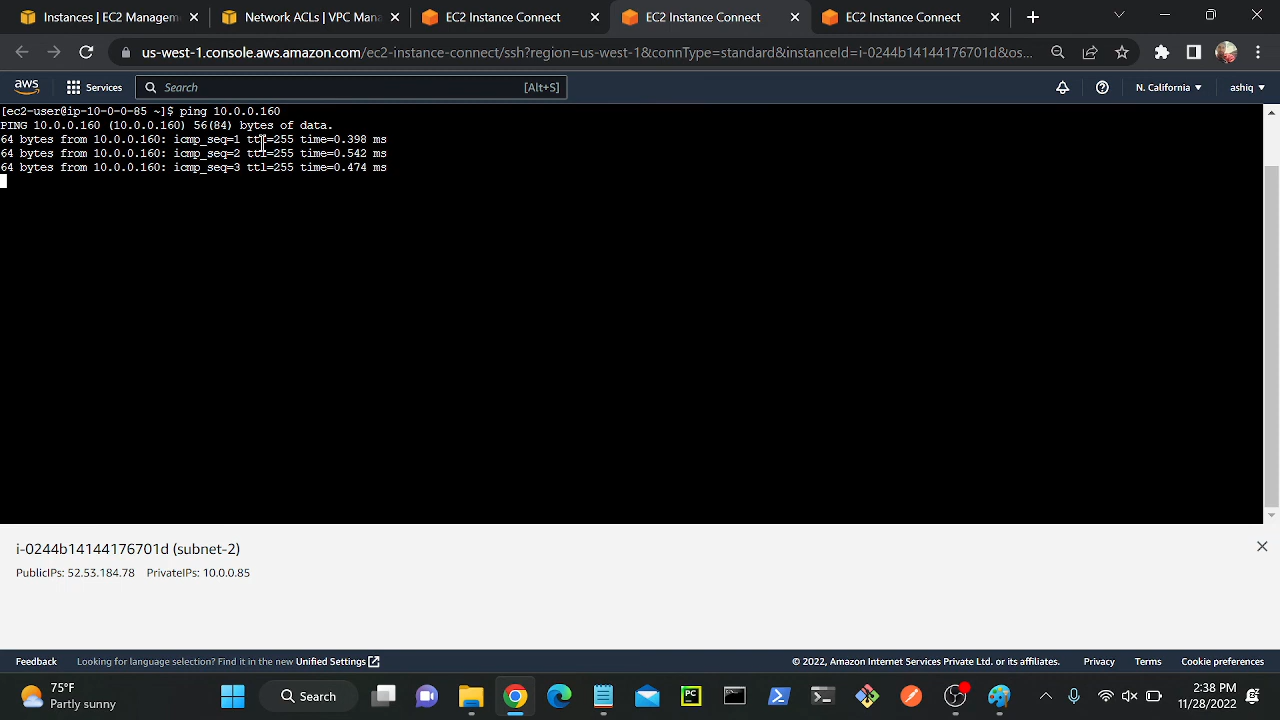 Instances | EC2 Managem
Network ACLs | VPC Mana
EC2 Instance Connect
EC2 Instance Connect
EC2 Instance Connect
us-west-1.console.aws.amazon.com/ec2-instance-connect/ssh?region=us-west-1&connType=standard&instanceId=i-0244b14144176701d&os...
aws
Services
Search
[Alt+S]
N. California
ashiq
[ec2-user@ip-10-0-0-85 ~]$ ping 10.0.0.160
PING 10.0.0.160 (10.0.0.160) 56(84) bytes of data.
64 bytes from 10.0.0.160: icmp_seq=1 ttl=255 time=0.398 ms
64 bytes from 10.0.0.160: icmp_seq=2 ttl=255 time=0.542 ms
64 bytes from 10.0.0.160: icmp_seq=3 ttl=255 time=0.474 ms
i-0244b14144176701d (subnet-2)
PublicIPs: 52.53.184.78 PrivateIPs: 10.0.0.85
Feedback
Looking for language selection? Find it in the new Unified Settings
© 2022, Amazon Internet Services Private Ltd. or its affiliates.
Privacy
Terms
Cookie preferences
75°F
Partly sunny
Search
PC
2:38 PM
11/28/2022